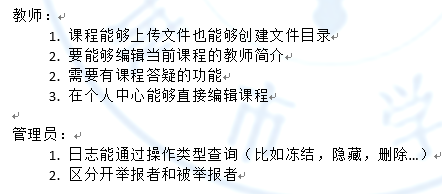 教师：
1. 课程能够上传文件也能够创建文件目录
2. 要能够编辑当前课程的教师简介
2. 需要有课程答疑的功能
3. 在个人中心能够直接编辑课程
管理员：
1. 日志能通过操作类型查询（比如冻结，隐藏，删除…）
2. 区分开举报者和被举报者